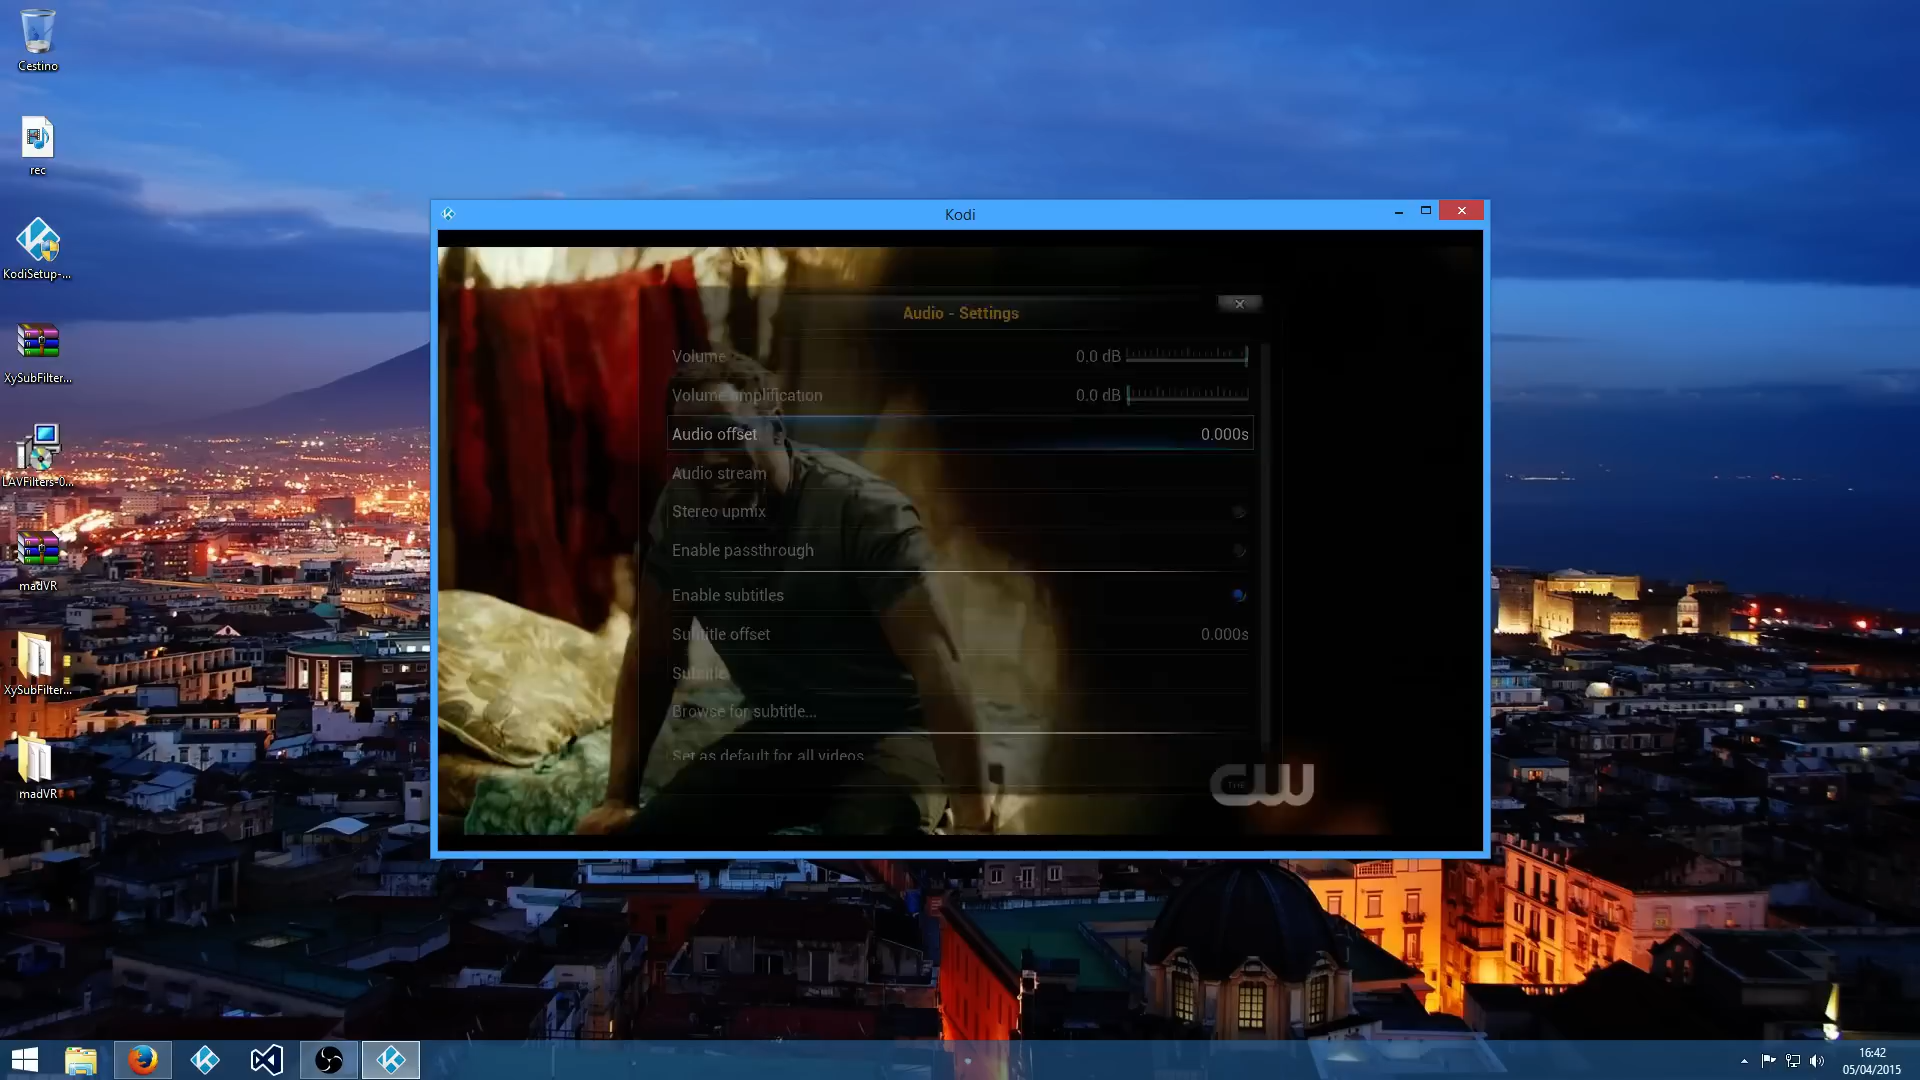 Cestino
rec
KodiSetup-...
XySubFilter...
LAVFilters-0...
madVR
XySubFilter...
madVR
Kodi
Audio - Settings
Volume 0.0 dB
Volume amplification 0.0 dB
Audio offset 0.000s
Audio stream
Stereo upmix
Enable passthrough
Enable subtitles
Subtitle offset 0.000s
Subtitle
Browse for subtitle...
Set as default for all videos
THE CW
16:42
05/04/2015